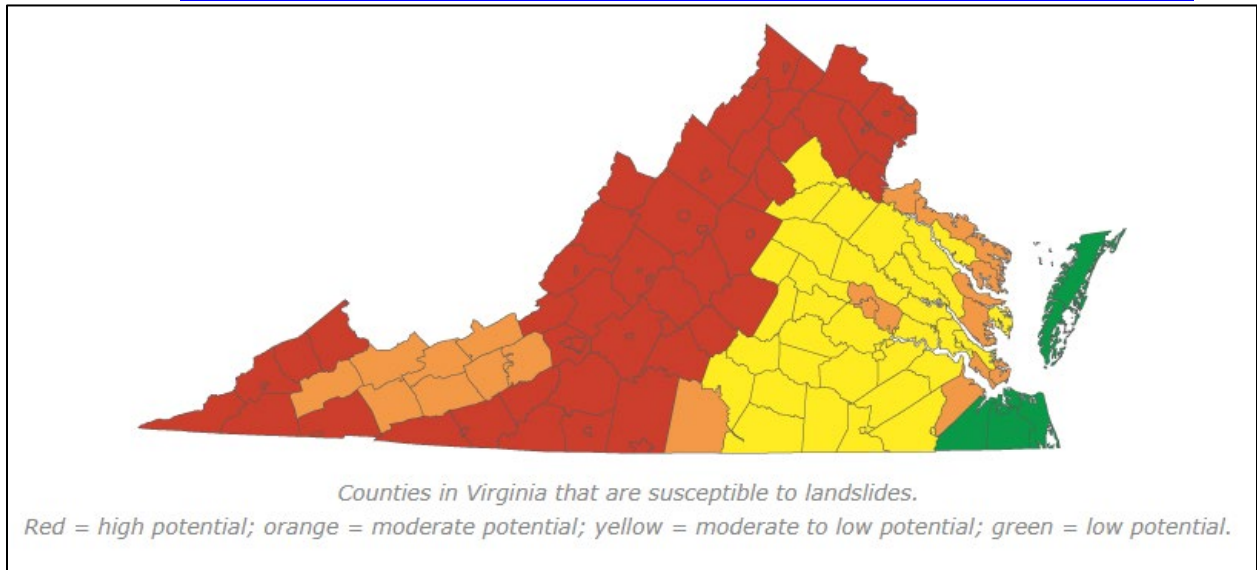 Counties in Virginia that are susceptible to landslides.
Red = high potential; orange = moderate potential; yellow = moderate to low potential; green = low potential.